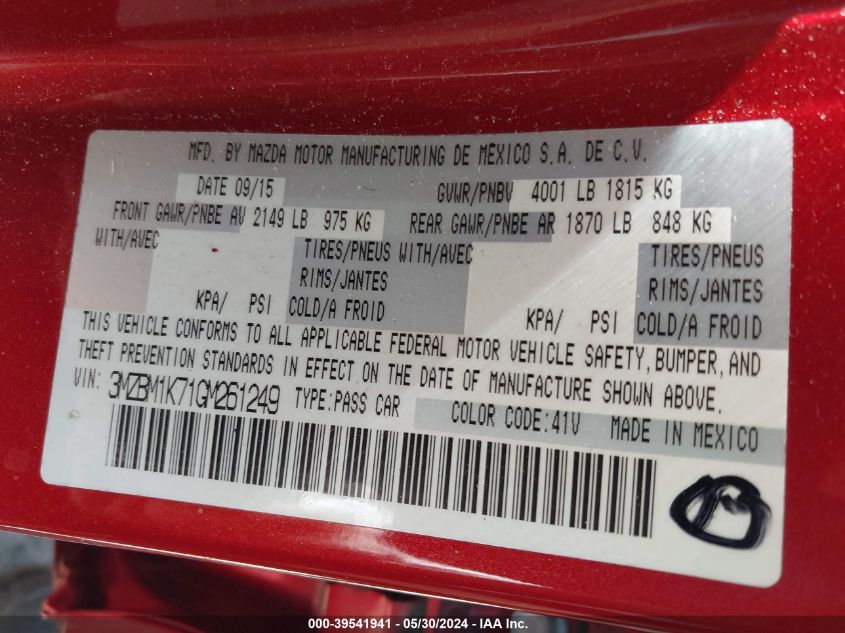 MFD. BY MAZDA MOTOR MANUFACTURING DE MEXICO S.A. DE C.V.
DATE 09/15 GVWR/PNBV 4001 LB 1815 KG
FRONT GAWR/PNBE AV 2149 LB 975 KG REAR GAWR/PNBE AR 1870 LB 848 KG
WITH/AVEC TIRES/PNEUS WITH/AVEC TIRES/PNEUS
RIMS/JANTES RIMS/JANTES
KPA/ PSI COLD/A FROID KPA/ PSI COLD/A FROID
THIS VEHICLE CONFORMS TO ALL APPLICABLE FEDERAL MOTOR VEHICLE SAFETY, BUMPER, AND
THEFT PREVENTION STANDARDS IN EFFECT ON THE DATE OF MANUFACTURE SHOWN ABOVE.
VIN: 3MZBM1K71GM261249 TYPE:PASS CAR COLOR CODE:41V MADE IN MEXICO
000-39541941 - 05/30/2024 - IAA Inc.